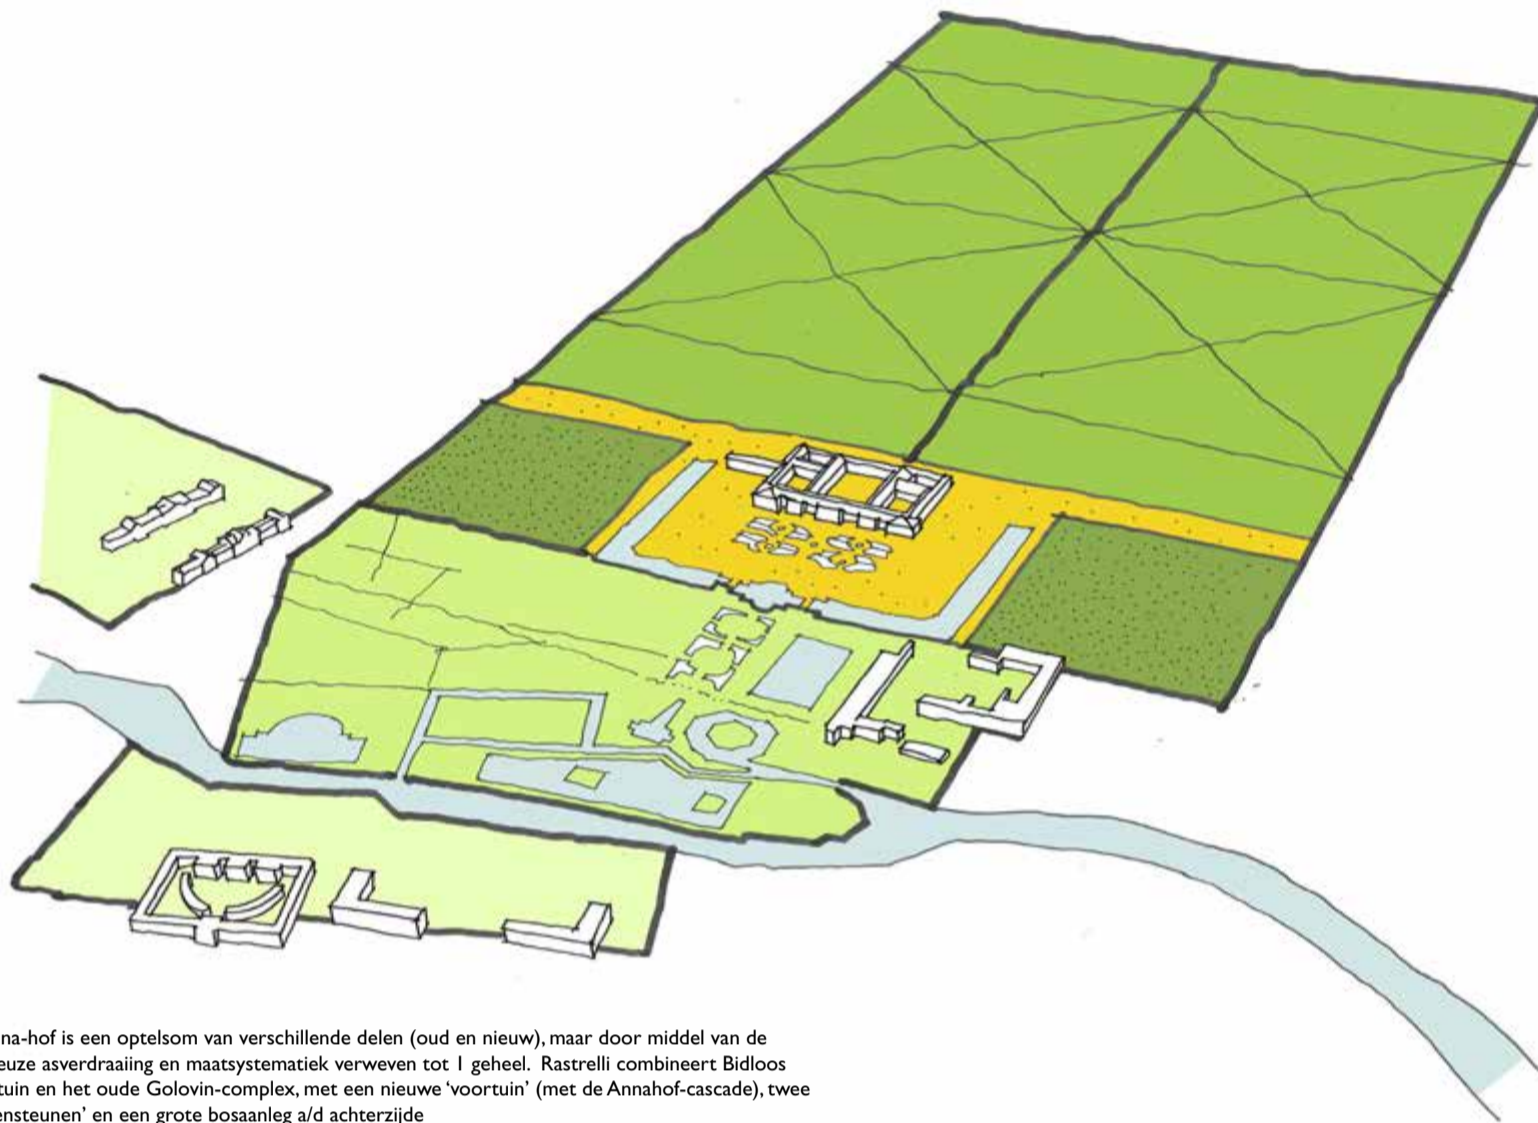 na-hof is een optelsom van verschillende delen (oud en nieuw), maar door middel van de
euze asverdraaiing en maatsystematiek verweven tot 1 geheel. Rastrelli combineert Bidloos
tuin en het oude Golovin-complex, met een nieuwe ‘voortuin’ (met de Annahof-cascade), twee
ensteunen’ en een grote bosaanleg a/d achterzijde